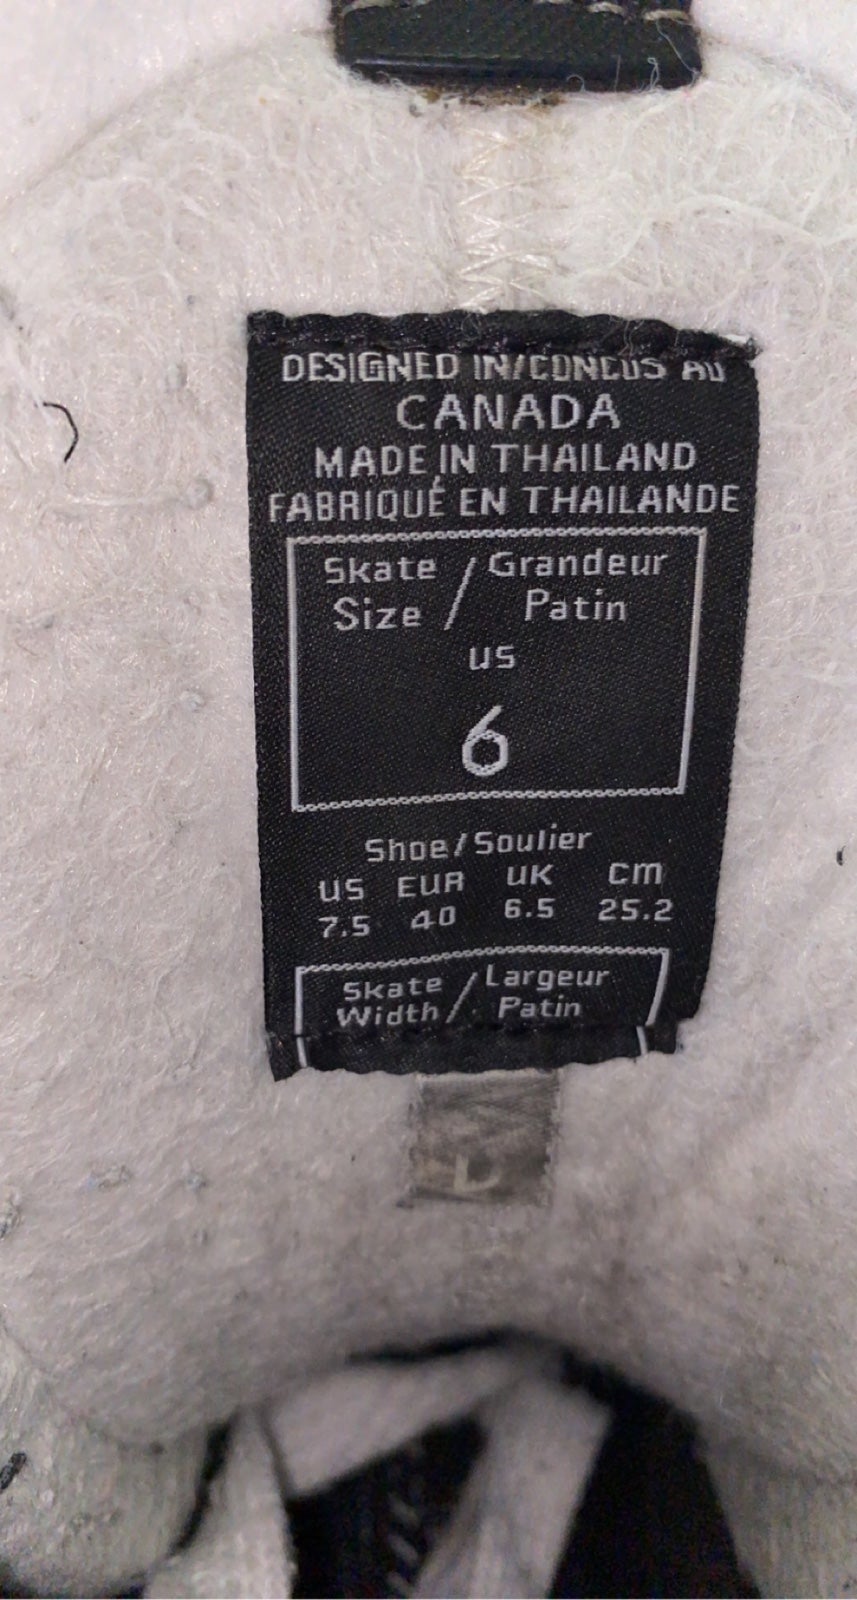 DESIGNED IN/CONCUS AU
CANADA
MADE IN THAILAND
FABRIQUÉ EN THAILANDE
Skate / Grandeur
Size / Patin
US
6
Shoe/Soulier
US EUR UK CM
7.5 40 6.5 25.2
Skate / Largeur
Width / Patin
D